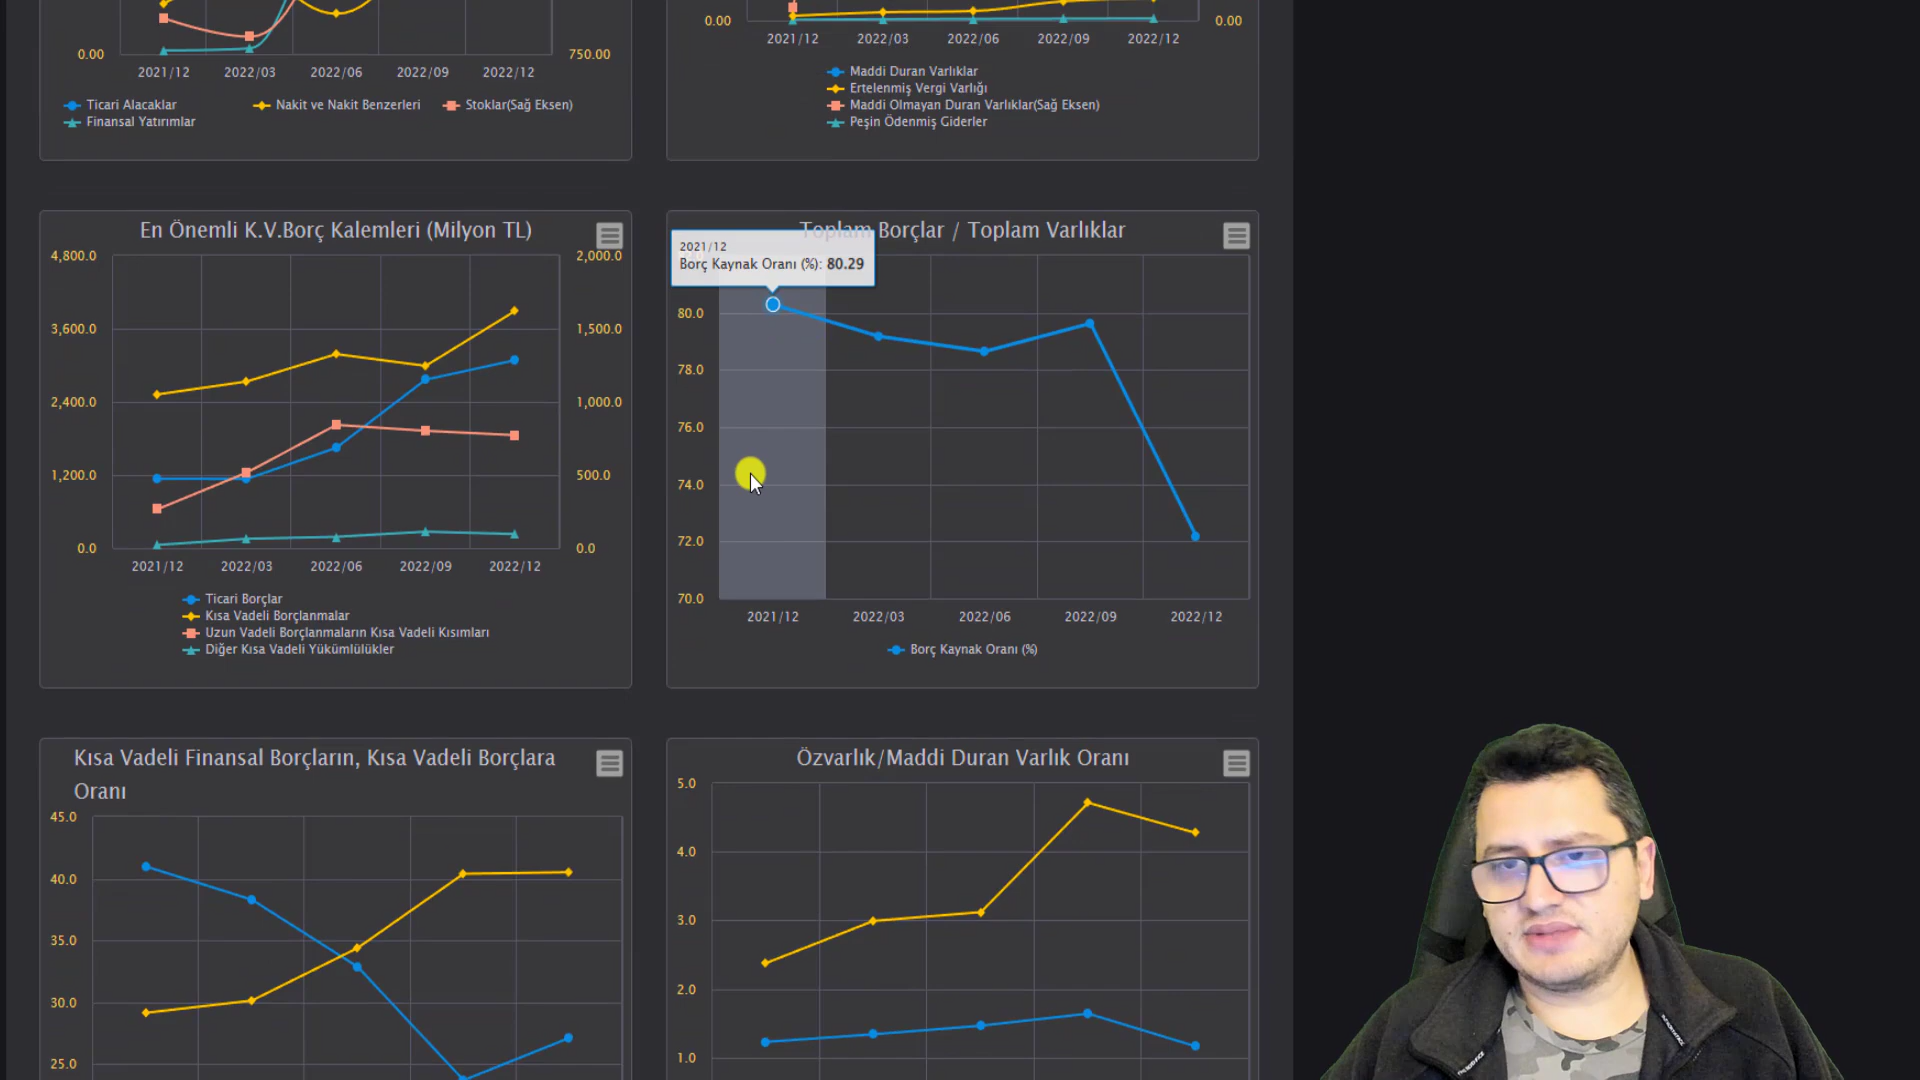 0.00
750.00
2021/12 2022/03 2022/06 2022/09 2022/12
Ticari Alacaklar
Nakit ve Nakit Benzerleri
Stoklar(Sağ Eksen)
Finansal Yatırımlar
0.00
0.00
2021/12 2022/03 2022/06 2022/09 2022/12
Maddi Duran Varlıklar
Ertelenmiş Vergi Varlığı
Maddi Olmayan Duran Varlıklar(Sağ Eksen)
Peşin Ödenmiş Giderler
En Önemli K.V.Borç Kalemleri (Milyon TL)
4,800.0
2,000.0
3,600.0
1,500.0
2,400.0
1,000.0
1,200.0
500.0
0.0
0.0
2021/12 2022/03 2022/06 2022/09 2022/12
Ticari Borçlar
Kısa Vadeli Borçlanmalar
Uzun Vadeli Borçlanmaların Kısa Vadeli Kısımları
Diğer Kısa Vadeli Yükümlülükler
Toplam Borçlar / Toplam Varlıklar
2021/12
Borç Kaynak Oranı (%): 80.29
80.0
78.0
76.0
74.0
72.0
70.0
2021/12 2022/03 2022/06 2022/09 2022/12
Borç Kaynak Oranı (%)
Kısa Vadeli Finansal Borçların, Kısa Vadeli Borçlara
Oranı
45.0
40.0
35.0
30.0
25.0
Özvarlık/Maddi Duran Varlık Oranı
5.0
4.0
3.0
2.0
1.0